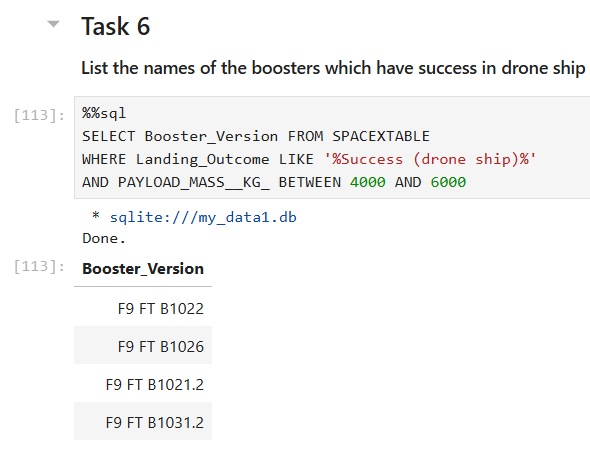 Task 6
List the names of the boosters which have success in drone ship
[113]:
%%sql
SELECT Booster_Version FROM SPACEXTABLE
WHERE Landing_Outcome LIKE '%Success (drone ship)%'
AND PAYLOAD_MASS__KG_ BETWEEN 4000 AND 6000
* sqlite:///my_data1.db
Done.
[113]:
Booster_Version
F9 FT B1022
F9 FT B1026
F9 FT B1021.2
F9 FT B1031.2